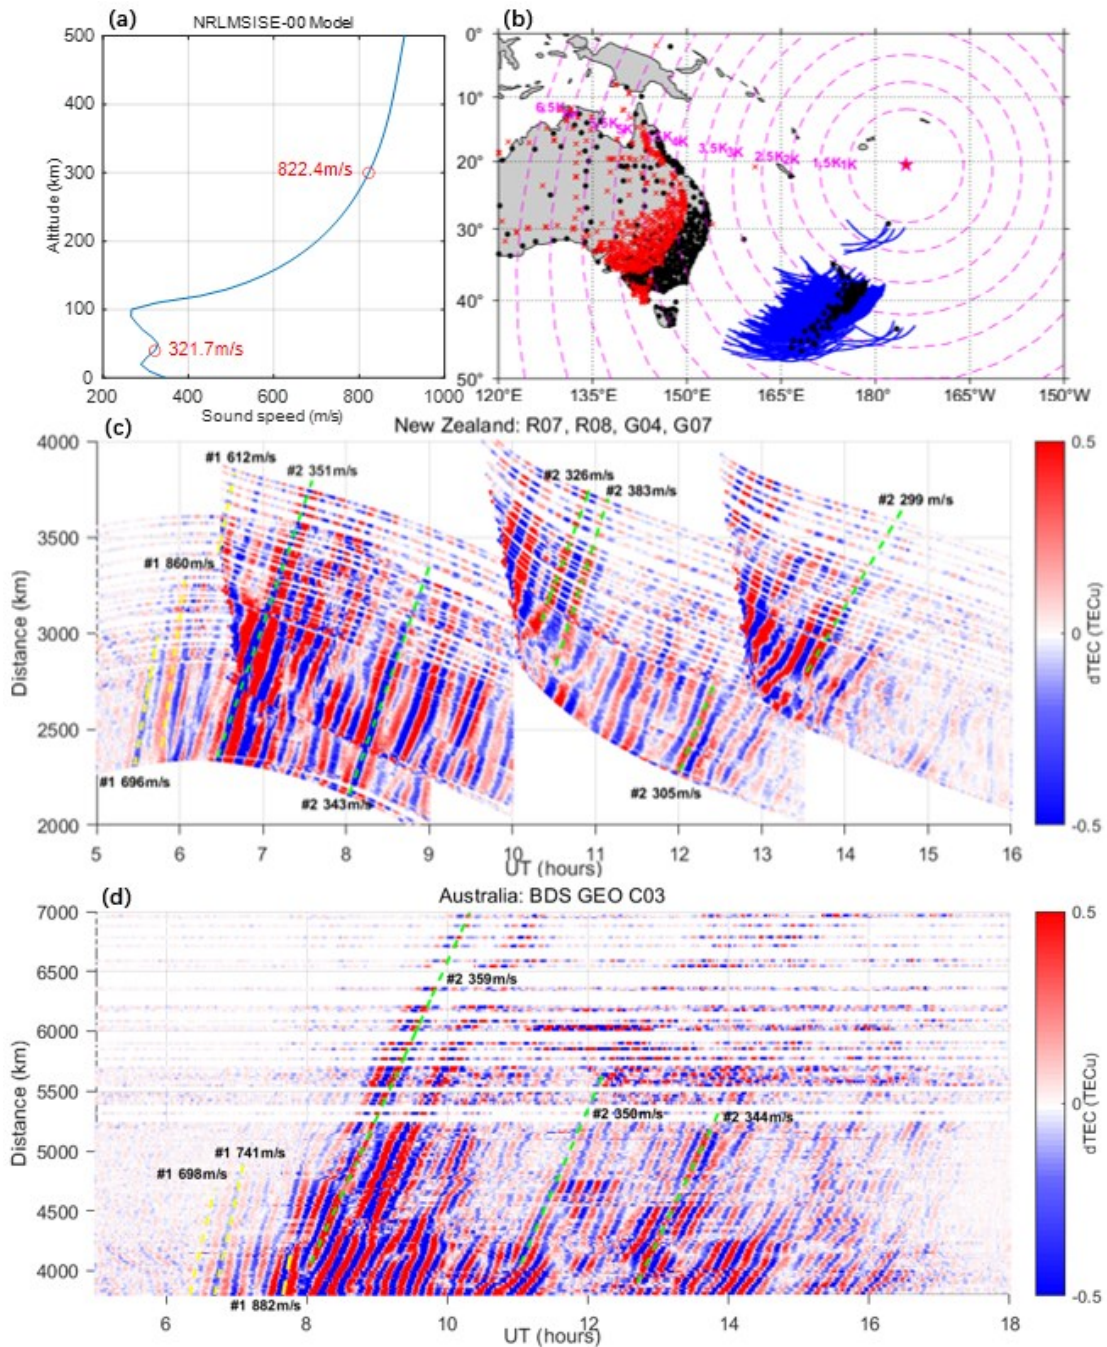 (a)
NRLMSISE-00 Model
500
400
300
200
100
0
Altitude (km)
822.4m/s
321.7m/s
200
400
600
800
1000
Sound speed (m/s)
(b)
0°
10°
20°
30°
40°
50°
5K
4K
3.5K
3K
2.5K
2K
1.5K
1K
120°E
135°E
150°E
165°E
180°
165°W
150°W
(c)
New Zealand: R07, R08, G04, G07
4000
3500
3000
2500
2000
Distance (km)
#1 612m/s
#2 351m/s
#2 326m/s
#2 383m/s
#2 299 m/s
#1 860m/s
#1 696m/s
#2 343m/s
#2 305m/s
5
6
7
8
9
10
11
12
13
14
15
16
UT (hours)
0.5
0
-0.5
dTEC (TECu)
(d)
Australia: BDS GEO C03
7000
6500
6000
5500
5000
4500
4000
Distance (km)
#2 359m/s
#2 350m/s
#2 344m/s
#1 741m/s
#1 698m/s
#1 882m/s
6
8
10
12
14
16
18
UT (hours)
0.5
0
-0.5
dTEC (TECu)